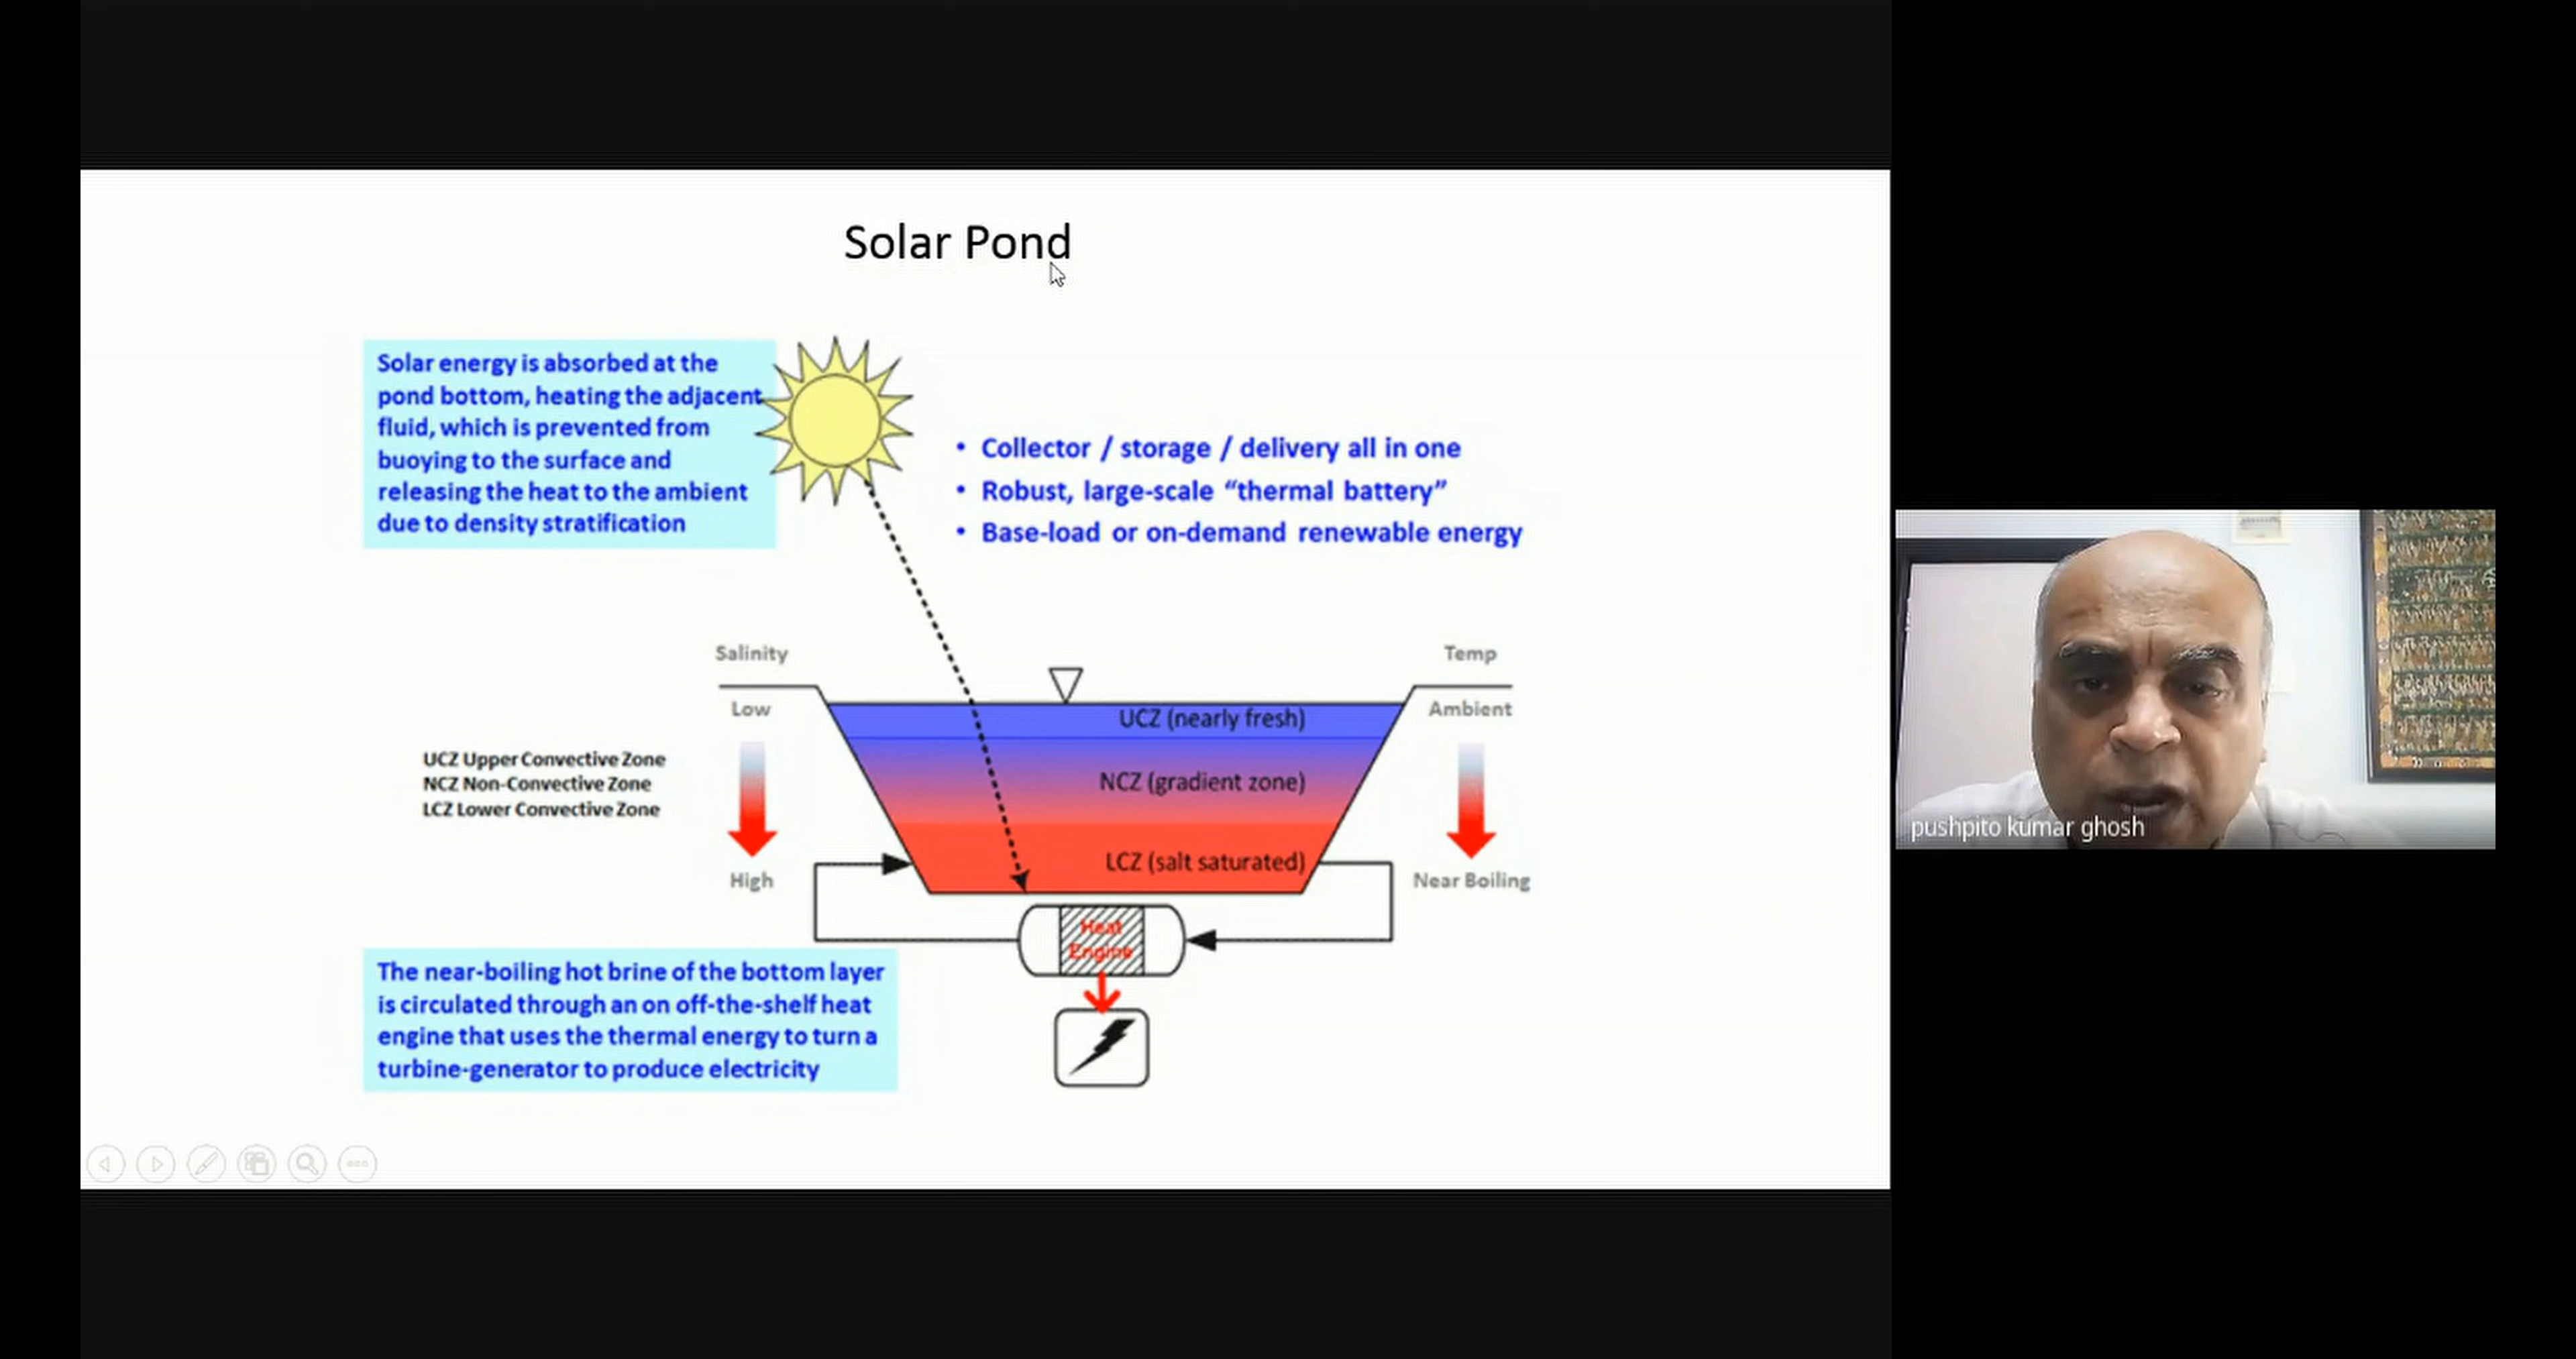 Solar Pond
Solar energy is absorbed at the
pond bottom, heating the adjacent
fluid, which is prevented from
buoying to the surface and
releasing the heat to the ambient
due to density stratification
• Collector / storage / delivery all in one
• Robust, large-scale “thermal battery”
• Base-load or on-demand renewable energy
Salinity
Low
High
Temp
Ambient
Near Boiling
UCZ (nearly fresh)
NCZ (gradient zone)
LCZ (salt saturated)
UCZ Upper Convective Zone
NCZ Non-Convective Zone
LCZ Lower Convective Zone
Heat
Engine
The near-boiling hot brine of the bottom layer
is circulated through an on off-the-shelf heat
engine that uses the thermal energy to turn a
turbine-generator to produce electricity
pushpito kumar ghosh